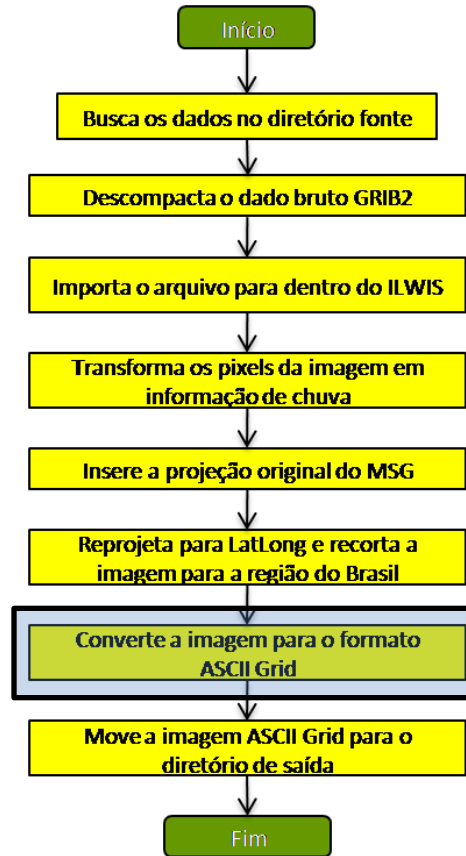 Início
Busca os dados no diretório fonte
Descompacta o dado bruto GRIB2
Importa o arquivo para dentro do ILWIS
Transforma os pixels da imagem em
informação de chuva
Insere a projeção original do MSG
Reprojeta para LatLong e recorta a
imagem para a região do Brasil
Converte a imagem para o formato
ASCII Grid
Move a imagem ASCII Grid para o
diretório de saída
Fim